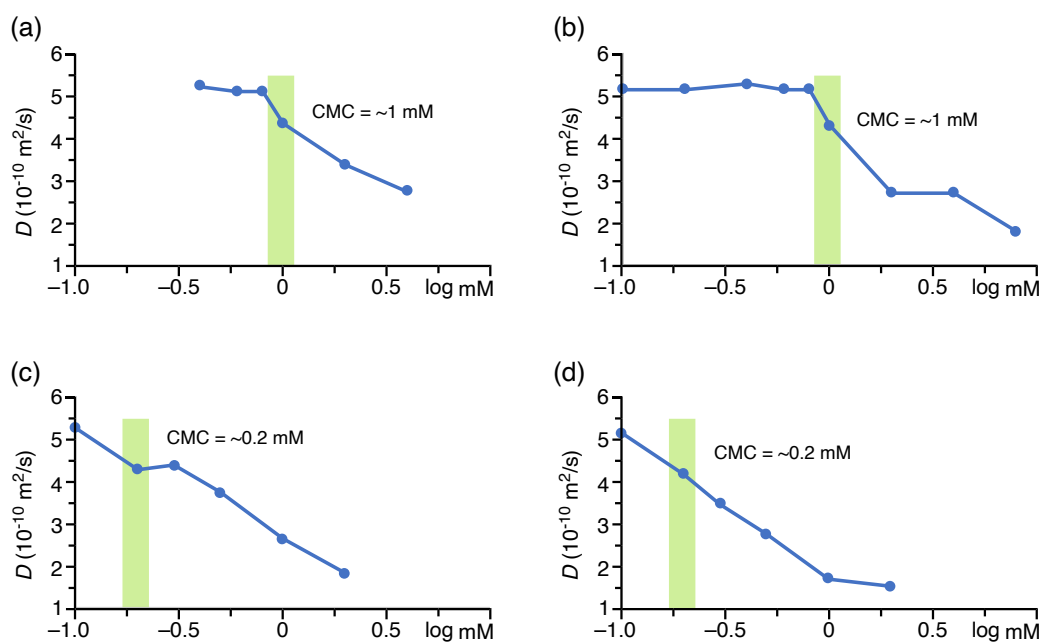 (a)
6
5
4
3
2
1
D (10⁻¹⁰ m²/s)
CMC = ~1 mM
–1.0
–0.5
0
0.5
log mM
(b)
6
5
4
3
2
1
D (10⁻¹⁰ m²/s)
CMC = ~1 mM
–1.0
–0.5
0
0.5
log mM
(c)
6
5
4
3
2
1
D (10⁻¹⁰ m²/s)
CMC = ~0.2 mM
–1.0
–0.5
0
0.5
log mM
(d)
6
5
4
3
2
1
D (10⁻¹⁰ m²/s)
CMC = ~0.2 mM
–1.0
–0.5
0
0.5
log mM